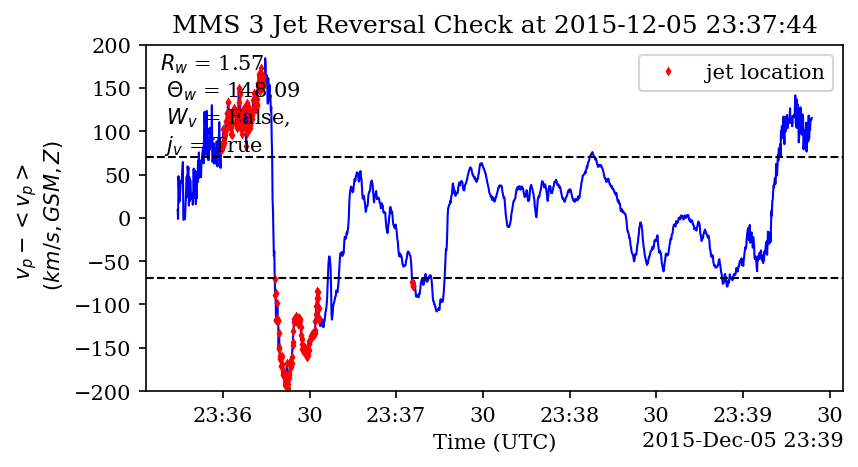 MMS 3 Jet Reversal Check at 2015-12-05 23:37:44
R_w = 1.57
Θ_w = 148.09
W_v = False,
j_v = True
jet location
200
150
100
50
0
−50
−100
−150
−200
v_p − < v_p >
(km/s, GSM, Z)
23:36 30 23:37 30 23:38 30 23:39 30
Time (UTC)
2015-Dec-05 23:39